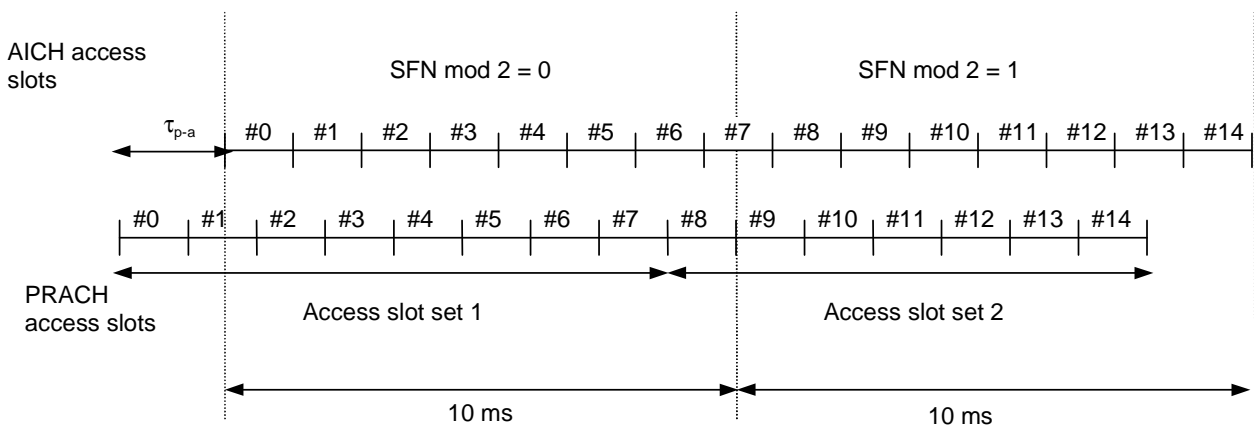 AICH access
slots
SFN mod 2 = 0
SFN mod 2 = 1
τp-a
#0 #1 #2 #3 #4 #5 #6 #7 #8 #9 #10 #11 #12 #13 #14
#0 #1 #2 #3 #4 #5 #6 #7 #8 #9 #10 #11 #12 #13 #14
PRACH
access slots
Access slot set 1
Access slot set 2
10 ms
10 ms